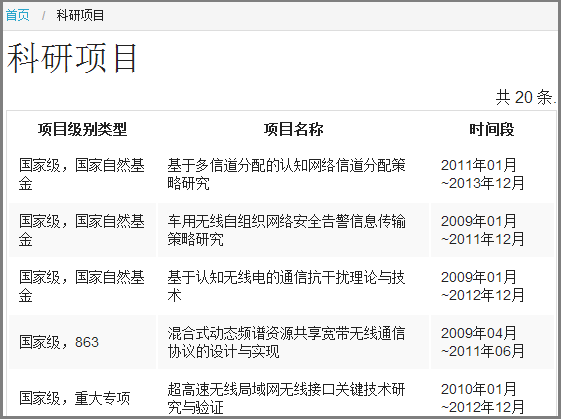 首页 / 科研项目
科研项目
共 20 条.
项目级别类型 项目名称 时间段
国家级，国家自然基
金
基于多信道分配的认知网络信道分配策
略研究
2011年01月
~2013年12月
国家级，国家自然基
金
车用无线自组织网络安全告警信息传输
策略研究
2009年01月
~2011年12月
国家级，国家自然基
金
基于认知无线电的通信抗干扰理论与技
术
2009年01月
~2012年12月
国家级，863
混合式动态频谱资源共享宽带无线通信
协议的设计与实现
2009年04月
~2011年06月
国家级，重大专项
超高速无线局域网无线接口关键技术研
究与验证
2010年01月
~2012年12月